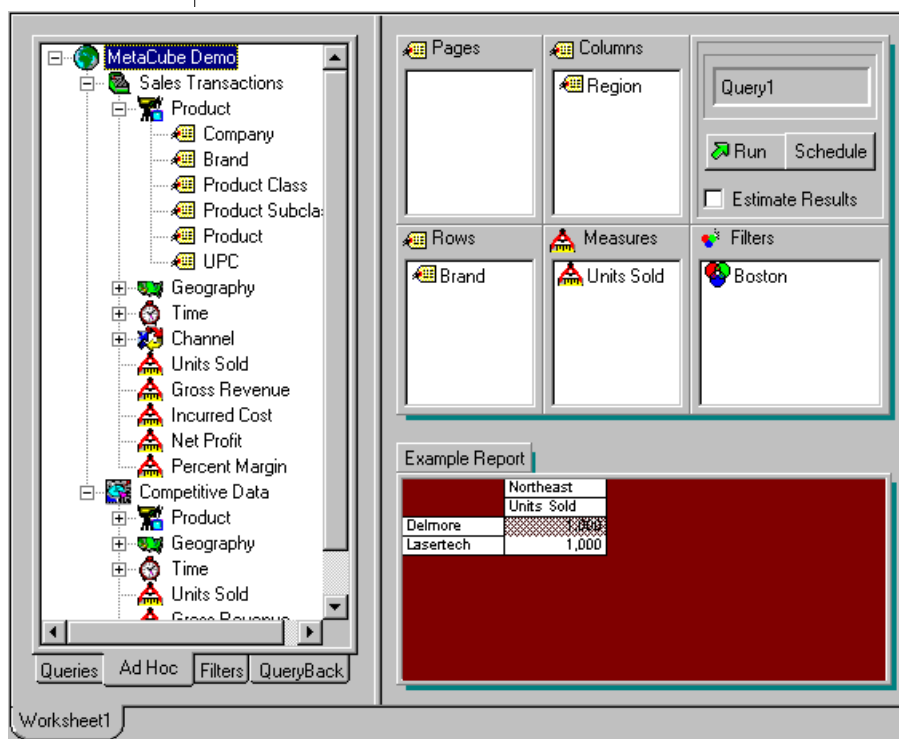 MetaCube Demo
Sales Transactions
Product
Company
Brand
Product Class
Product Subcla
Product
UPC
Geography
Time
Channel
Units Sold
Gross Revenue
Incurred Cost
Net Profit
Percent Margin
Competitive Data
Product
Geography
Time
Units Sold
Gross Revenue
Queries Ad Hoc Filters QueryBack
Pages
Columns
Region
Query1
Run Schedule
Estimate Results
Rows
Brand
Measures
Units Sold
Filters
Boston
Example Report
Northeast
Units Sold
Delmore 1,000
Lasertech 1,000
Worksheet1